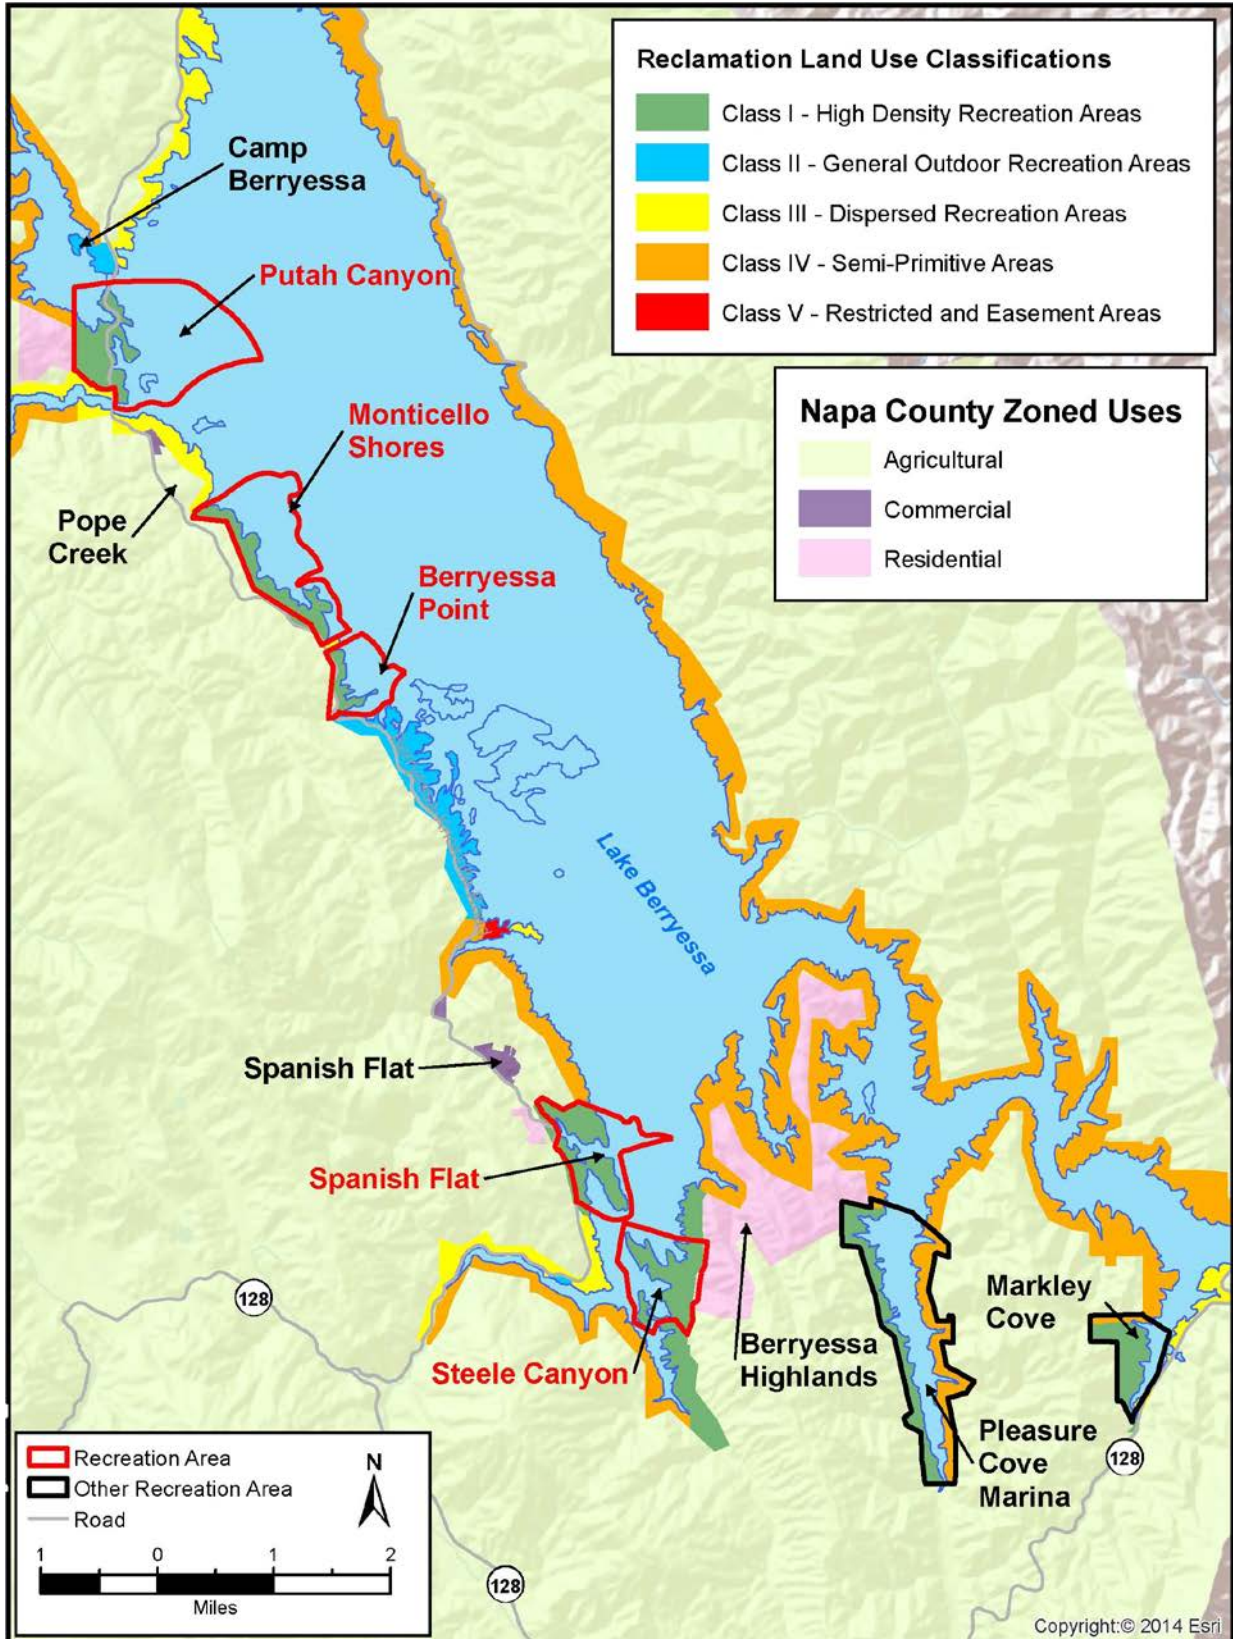 Reclamation Land Use Classifications
Class I - High Density Recreation Areas
Class II - General Outdoor Recreation Areas
Class III - Dispersed Recreation Areas
Class IV - Semi-Primitive Areas
Class V - Restricted and Easement Areas
Napa County Zoned Uses
Agricultural
Commercial
Residential
Camp
Berryessa
Putah Canyon
Monticello
Shores
Pope
Creek
Berryessa
Point
Lake Berryessa
Spanish Flat
Spanish Flat
Steele Canyon
Berryessa
Highlands
Markley
Cove
Pleasure
Cove
Marina
128
128
128
Recreation Area
Other Recreation Area
Road
N
1 0 1 2
Miles
Copyright:© 2014 Esri